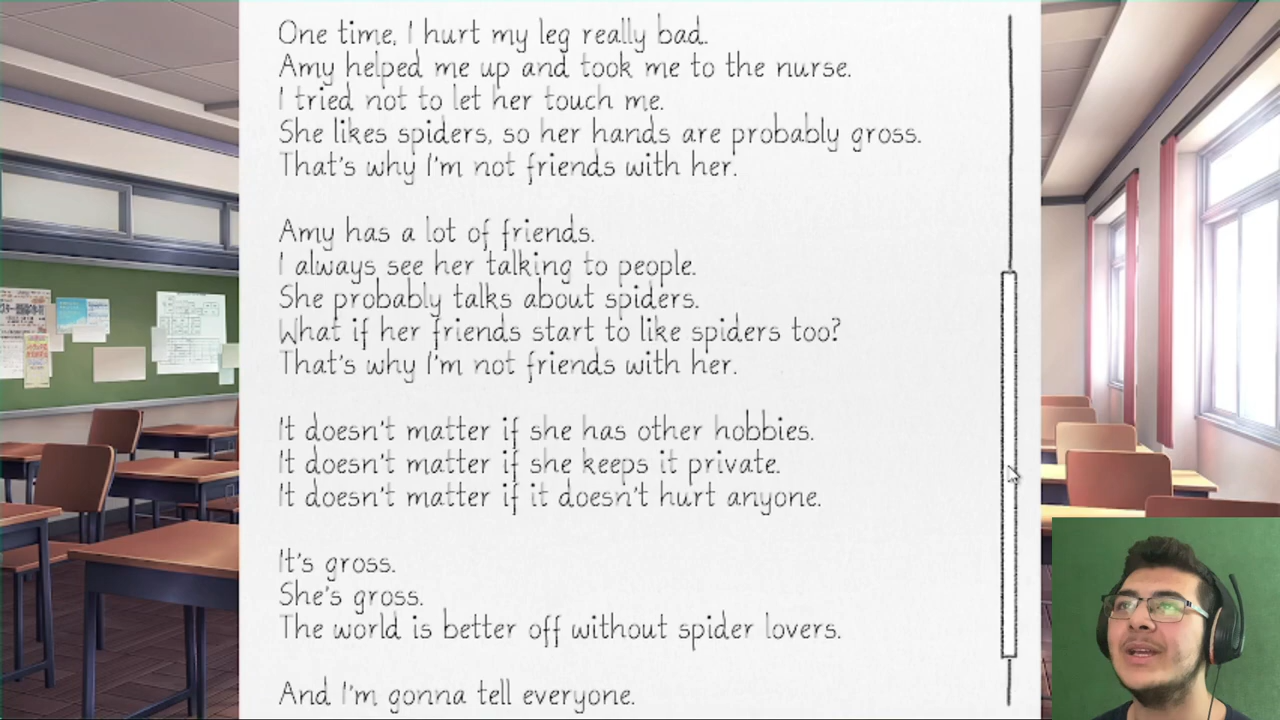 One time, I hurt my leg really bad.
Amy helped me up and took me to the nurse.
I tried not to let her touch me.
She likes spiders, so her hands are probably gross.
That's why I'm not friends with her.
Amy has a lot of friends.
I always see her talking to people.
She probably talks about spiders.
What if her friends start to like spiders too?
That's why I'm not friends with her.
It doesn't matter if she has other hobbies.
It doesn't matter if she keeps it private.
It doesn't matter if it doesn't hurt anyone.
It's gross.
She's gross.
The world is better off without spider lovers.
And I'm gonna tell everyone.